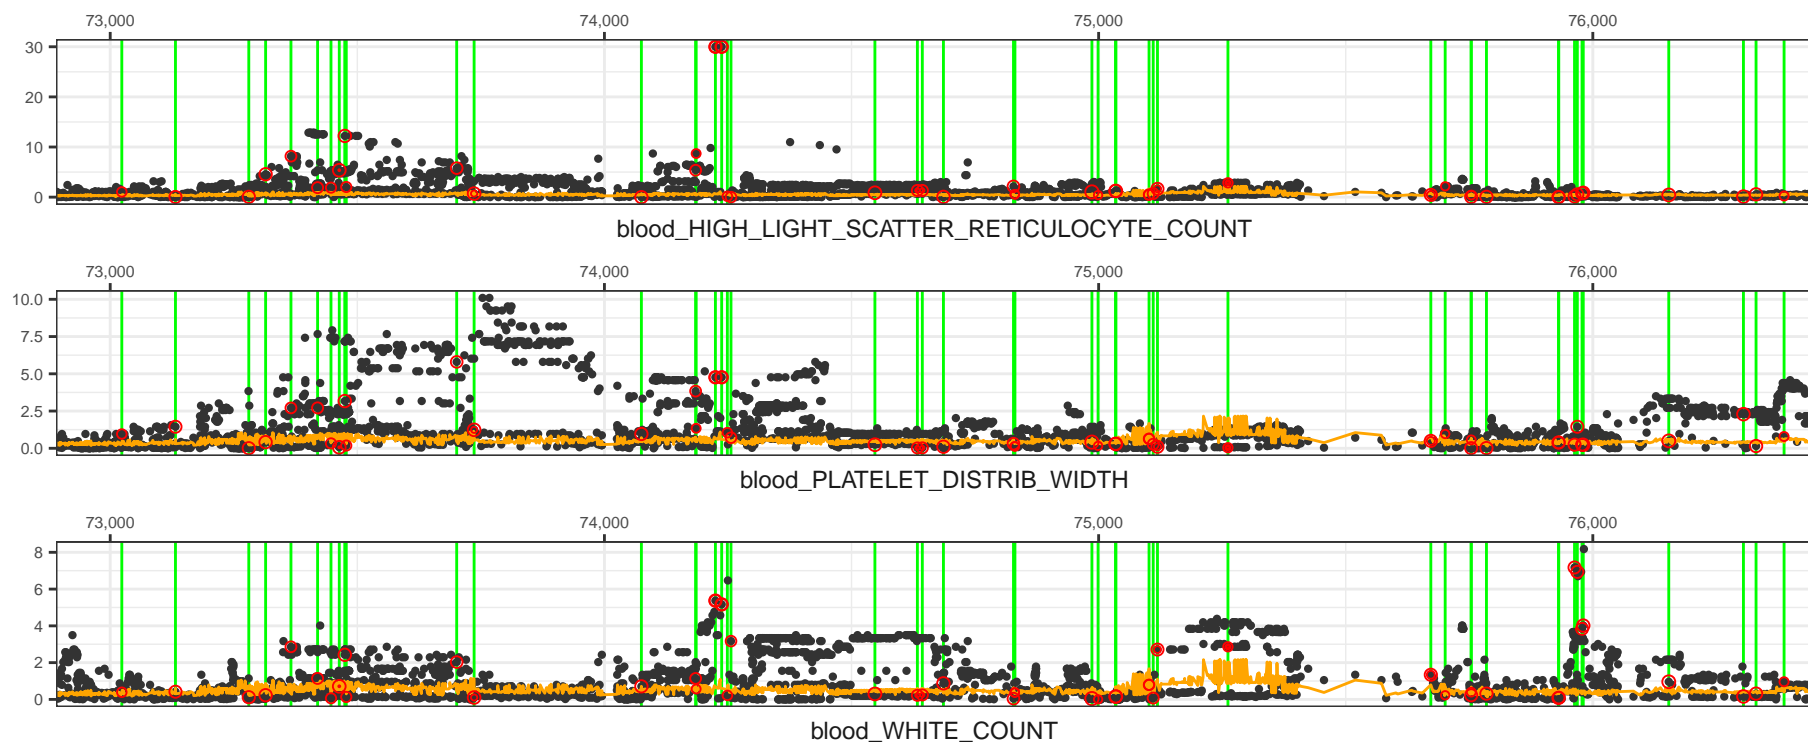 73,000 74,000 75,000 76,000
30
20
10
0
blood_HIGH_LIGHT_SCATTER_RETICULOCYTE_COUNT
73,000 74,000 75,000 76,000
10.0
7.5
5.0
2.5
0.0
blood_PLATELET_DISTRIB_WIDTH
73,000 74,000 75,000 76,000
8
6
4
2
0
blood_WHITE_COUNT